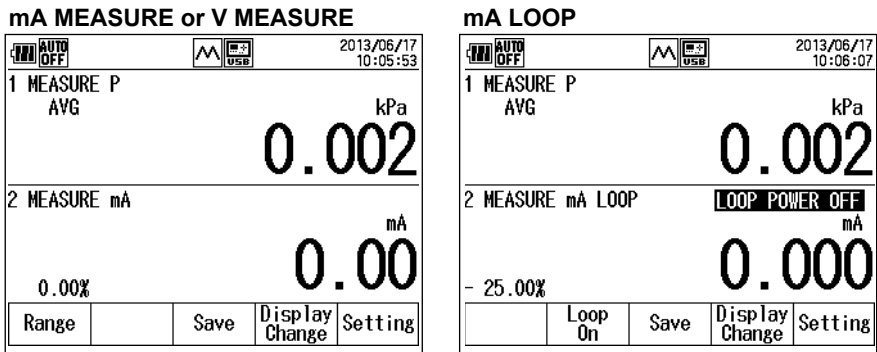 mA MEASURE or V MEASURE
AUTO OFF
USB
2013/06/17
10:05:53
1 MEASURE P
AVG
kPa
0.002
2 MEASURE mA
mA
0.00
0.00%
Range Save Display Change Setting
mA LOOP
AUTO OFF
USB
2013/06/17
10:06:07
1 MEASURE P
AVG
kPa
0.002
2 MEASURE mA LOOP LOOP POWER OFF
mA
0.000
- 25.00%
Loop On Save Display Change Setting